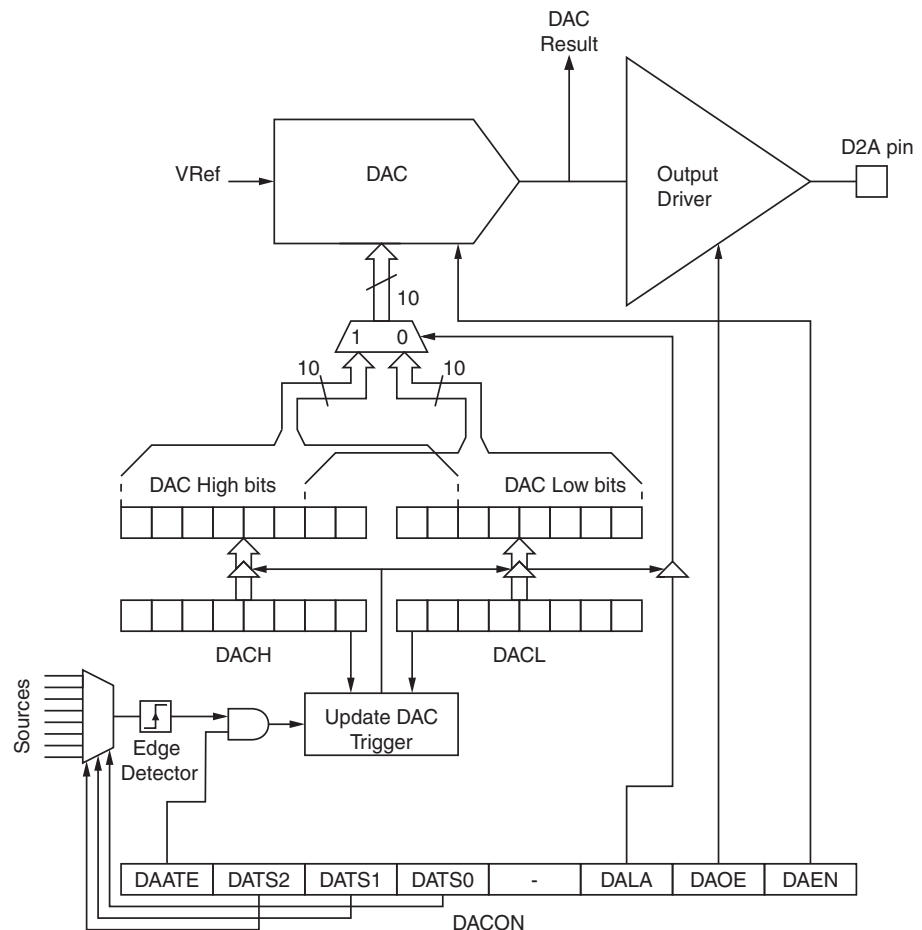 DAC
Result
D2A pin
VRef
DAC
Output
Driver
10
1 0
10
10
DAC High bits
DAC Low bits
DACH
DACL
Sources
Edge
Detector
Update DAC
Trigger
DAATE
DATS2
DATS1
DATS0
-
DALA
DAOE
DAEN
DACON